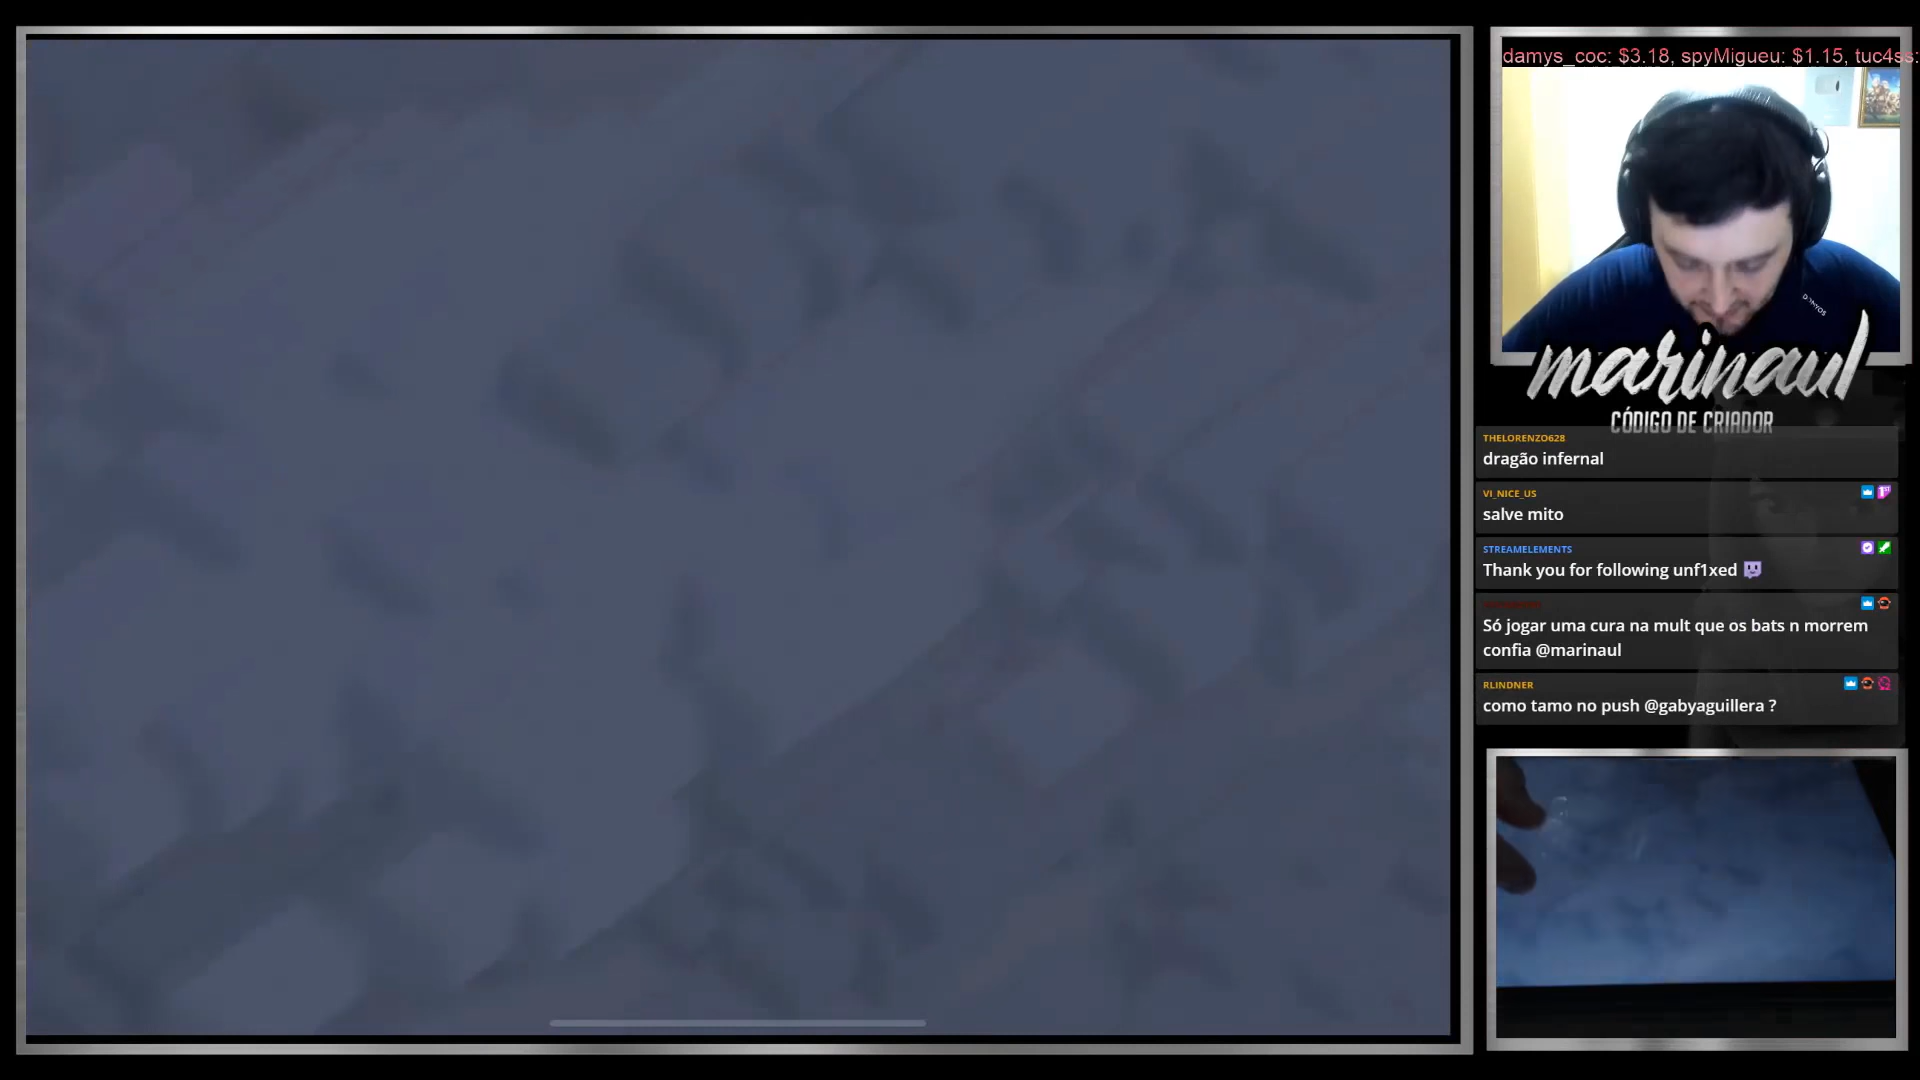 damys_coc: $3.18, spyMigueu: $1.15, tuc4ss:
marinaul
CÓDIGO DE CRIADOR
THELORENZO628
dragão infernal
VI_NICE_US
salve mito
STREAMELEMENTS
Thank you for following unf1xed
Só jogar uma cura na mult que os bats n morrem
confia @marinaul
RLINDNER
como tamo no push @gabyaguillera ?